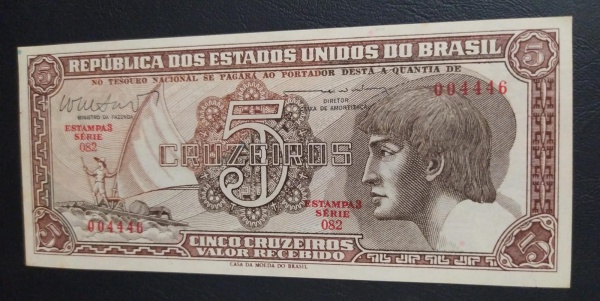 REPÚBLICA DOS ESTADOS UNIDOS DO BRASIL
5
5
NO TESOURO NACIONAL SE PAGARÁ AO PORTADOR DESTA A QUANTIA DE
004446
MINISTRO DA FAZENDA
DIRETOR
CAIXA DE AMORTIZAÇÃO
ESTAMPA 3
SÉRIE
082
5
CRUZEIROS
ESTAMPA 3
SÉRIE
082
004446
5
5
CINCO CRUZEIROS
VALOR RECEBIDO
CASA DA MOEDA DO BRASIL